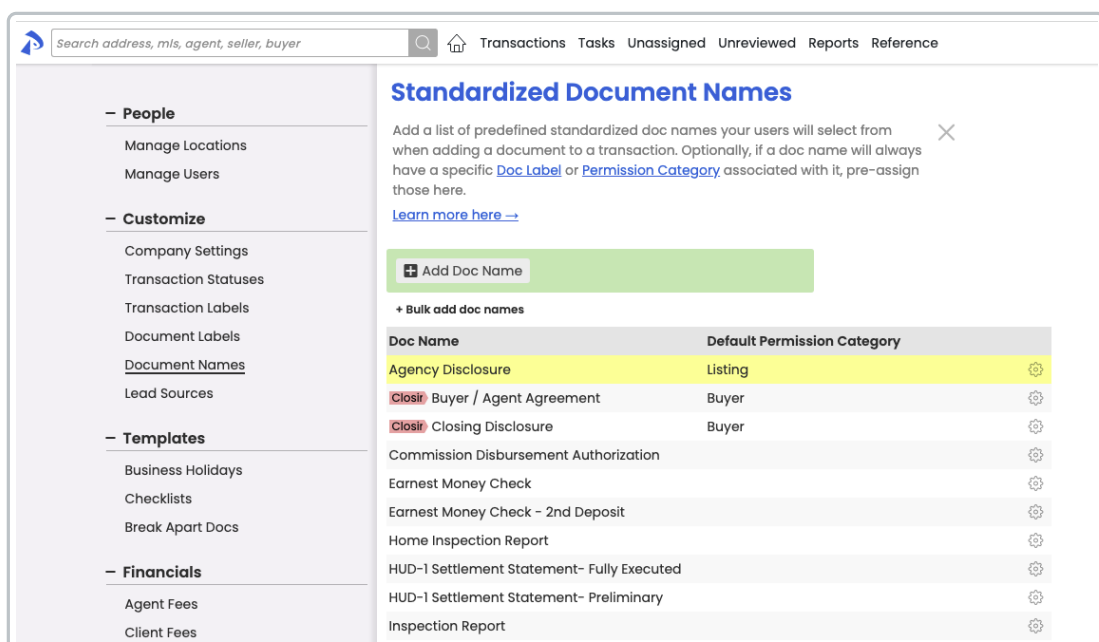 Search address, mls, agent, seller, buyer
Transactions Tasks Unassigned Unreviewed Reports Reference
– People
Manage Locations
Manage Users
– Customize
Company Settings
Transaction Statuses
Transaction Labels
Document Labels
Document Names
Lead Sources
– Templates
Business Holidays
Checklists
Break Apart Docs
– Financials
Agent Fees
Client Fees
Standardized Document Names
Add a list of predefined standardized doc names your users will select from
when adding a document to a transaction. Optionally, if a doc name will always
have a specific Doc Label or Permission Category associated with it, pre-assign
those here.
Learn more here →
Add Doc Name
+ Bulk add doc names
Doc Name Default Permission Category
Agency Disclosure Listing
Closir Buyer / Agent Agreement Buyer
Closir Closing Disclosure Buyer
Commission Disbursement Authorization
Earnest Money Check
Earnest Money Check - 2nd Deposit
Home Inspection Report
HUD-1 Settlement Statement- Fully Executed
HUD-1 Settlement Statement- Preliminary
Inspection Report